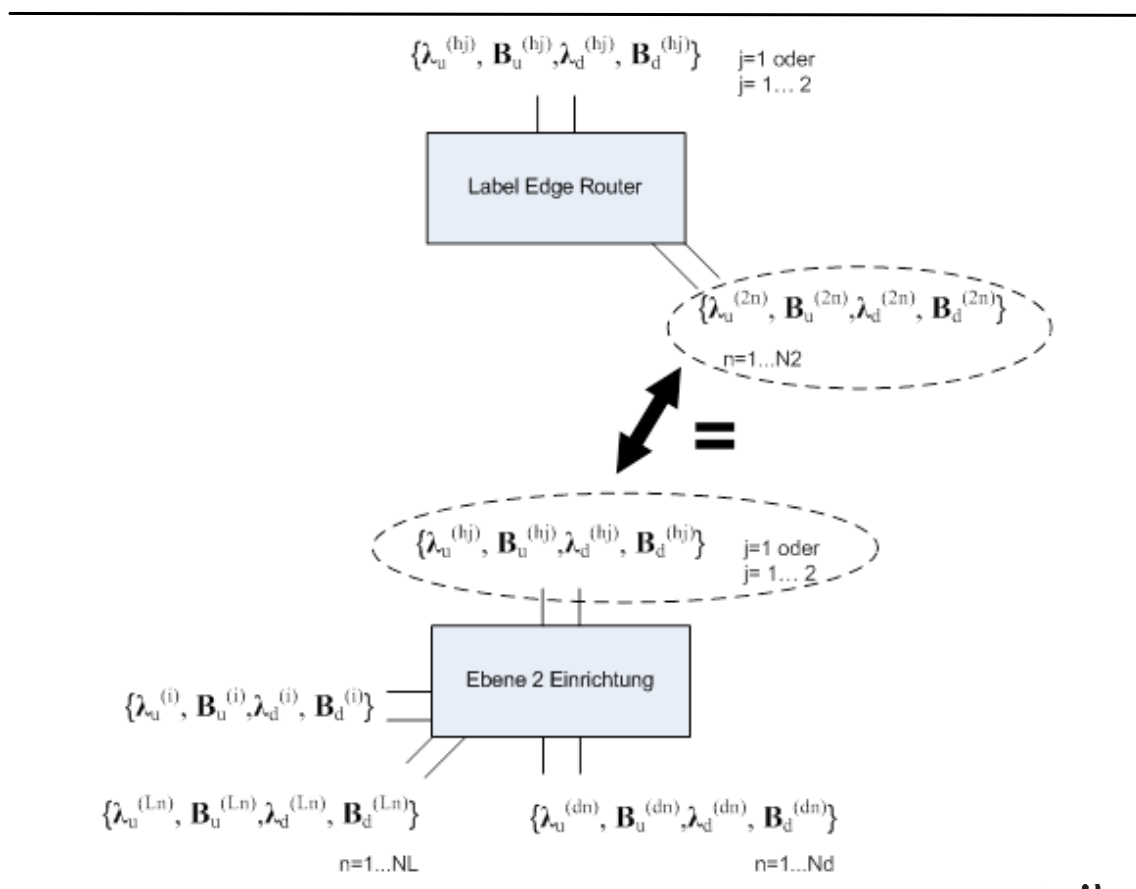 {λu(hj), Bu(hj),λd(hj), Bd(hj)}
j=1 oder
j= 1... 2
Label Edge Router
{λu(2n), Bu(2n),λd(2n), Bd(2n)}
n=1...N2
=
{λu(hj), Bu(hj),λd(hj), Bd(hj)}
j=1 oder
j= 1... 2
Ebene 2 Einrichtung
{λu(i), Bu(i),λd(i), Bd(i)}
{λu(Ln), Bu(Ln),λd(Ln), Bd(Ln)}
n=1...NL
{λu(dn), Bu(dn),λd(dn), Bd(dn)}
n=1...Nd